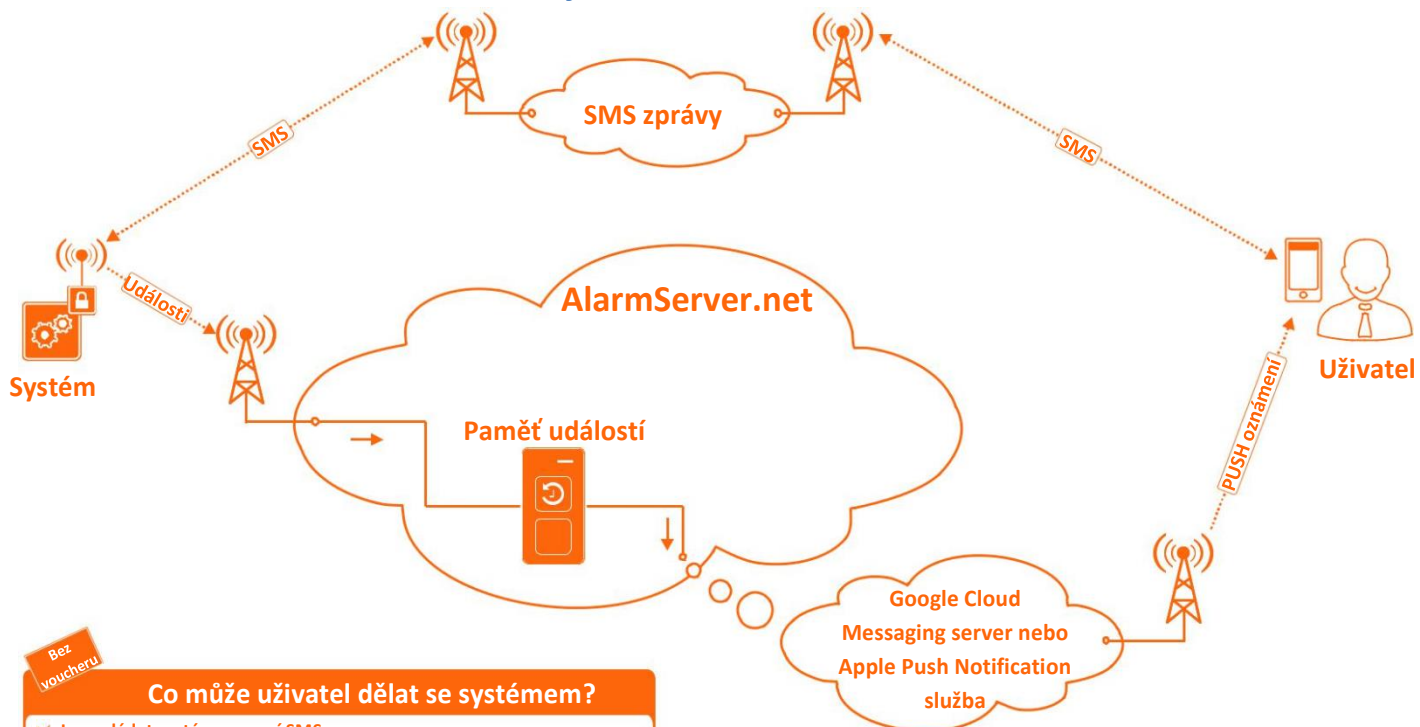 SMS zprávy
SMS
SMS
Události
AlarmServer.net
Systém
Uživatel
Paměť událostí
PUSH oznámení
Google Cloud
Messaging server nebo
Apple Push Notification
služba
Bez
voucheru
Co může uživatel dělat se systémem?